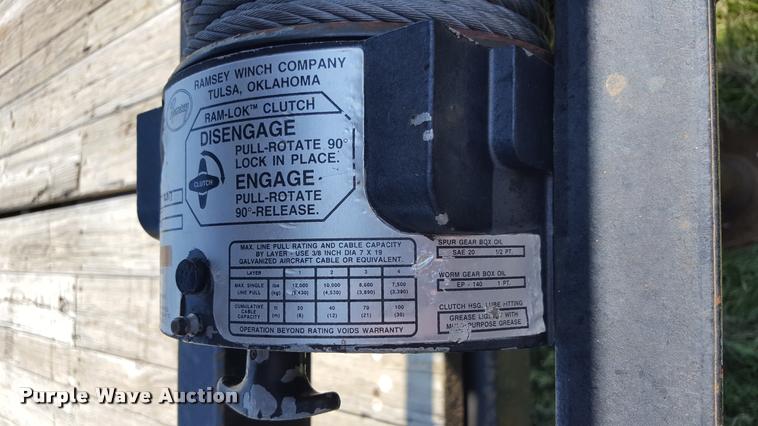 RAMSEY WINCH COMPANY
TULSA, OKLAHOMA
RAM-LOK™ CLUTCH
DISENGAGE
PULL-ROTATE 90°
LOCK IN PLACE.
CLUTCH
ENGAGE
PULL-ROTATE
90°-RELEASE.
MAX. LINE PULL RATING AND CABLE CAPACITY
BY LAYER - USE 3/8 INCH DIA 7 X 19
GALVANIZED AIRCRAFT CABLE OR EQUIVALENT.
LAYER 1 2 3 4
MAX. SINGLE LINE PULL lbs 12,000 10,000 8,600 7,500
(kg) (5,430) (4,530) (3,890) (3,390)
CUMULATIVE CABLE CAPACITY ft 20 40 70 100
(m) (6) (12) (21) (30)
OPERATION BEYOND RATING VOIDS WARRANTY
SPUR GEAR BOX OIL
SAE 20 1/2 PT.
WORM GEAR BOX OIL
EP - 140 1 PT.
CLUTCH HSG. LUBE FITTING
GREASE LIGHTLY WITH
MULTI-PURPOSE GREASE
Purple Wave Auction